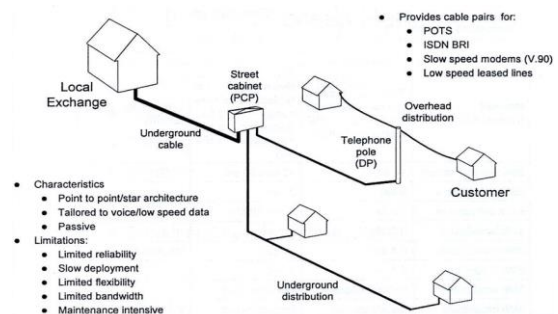 • Provides cable pairs for:
• POTS
• ISDN BRI
• Slow speed modems (V.90)
• Low speed leased lines
Local
Exchange
Street
cabinet
(PCP)
Underground
cable
Overhead
distribution
Telephone
pole
(DP)
Customer
• Characteristics
• Point to point/star architecture
• Tailored to voice/low speed data
• Passive
• Limitations:
• Limited reliability
• Slow deployment
• Limited flexibility
• Limited bandwidth
• Maintenance intensive
Underground
distribution